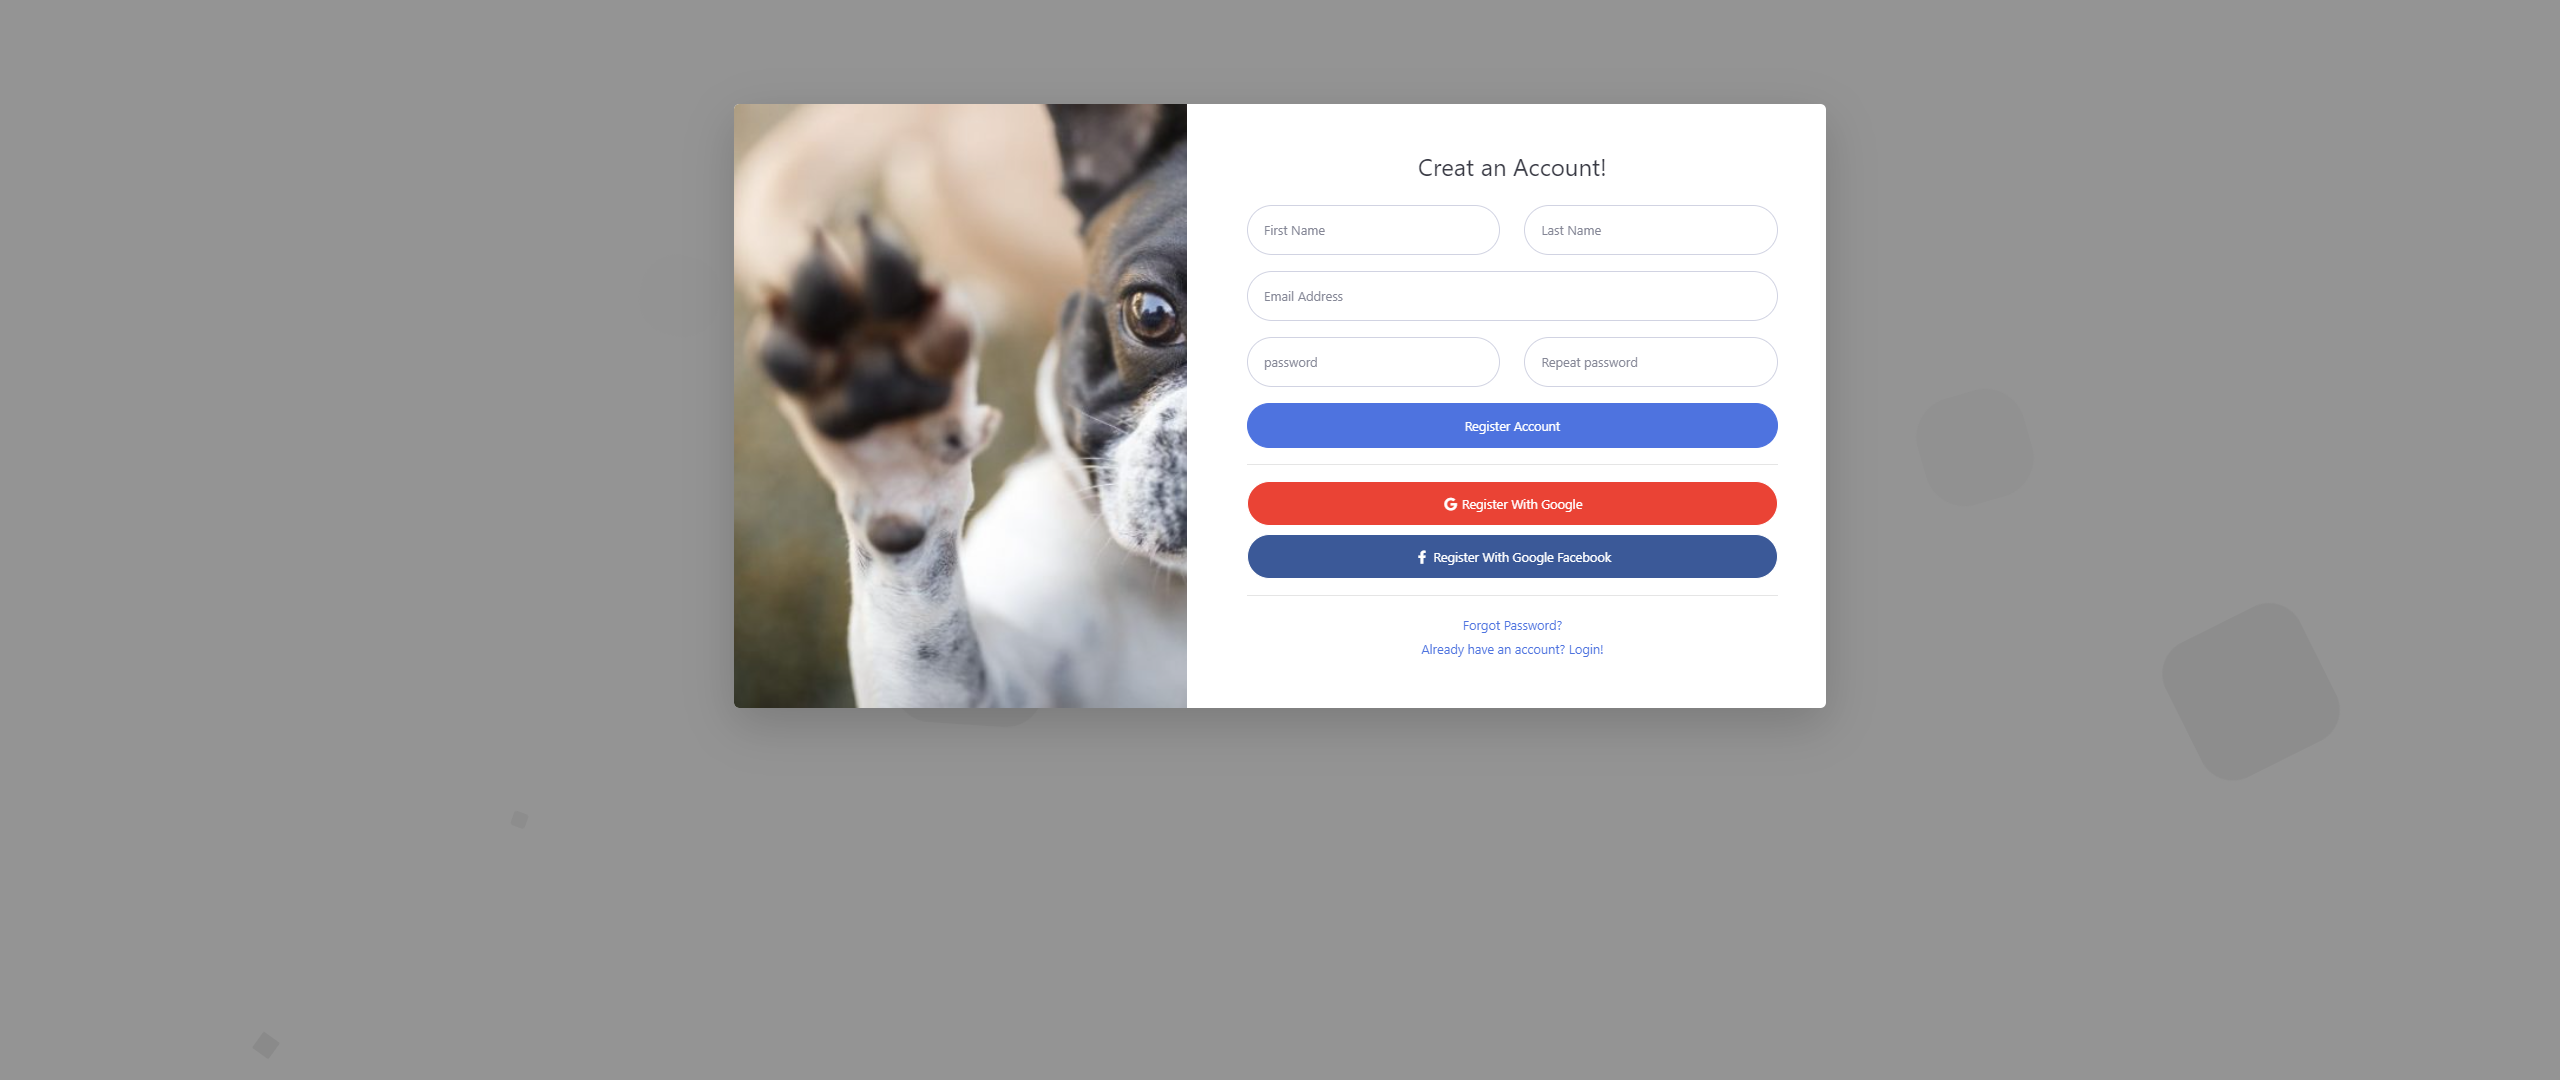 Creat an Account!
First Name
Last Name
Email Address
password
Repeat password
Register Account
Register With Google
Register With Google Facebook
Forgot Password?
Already have an account? Login!